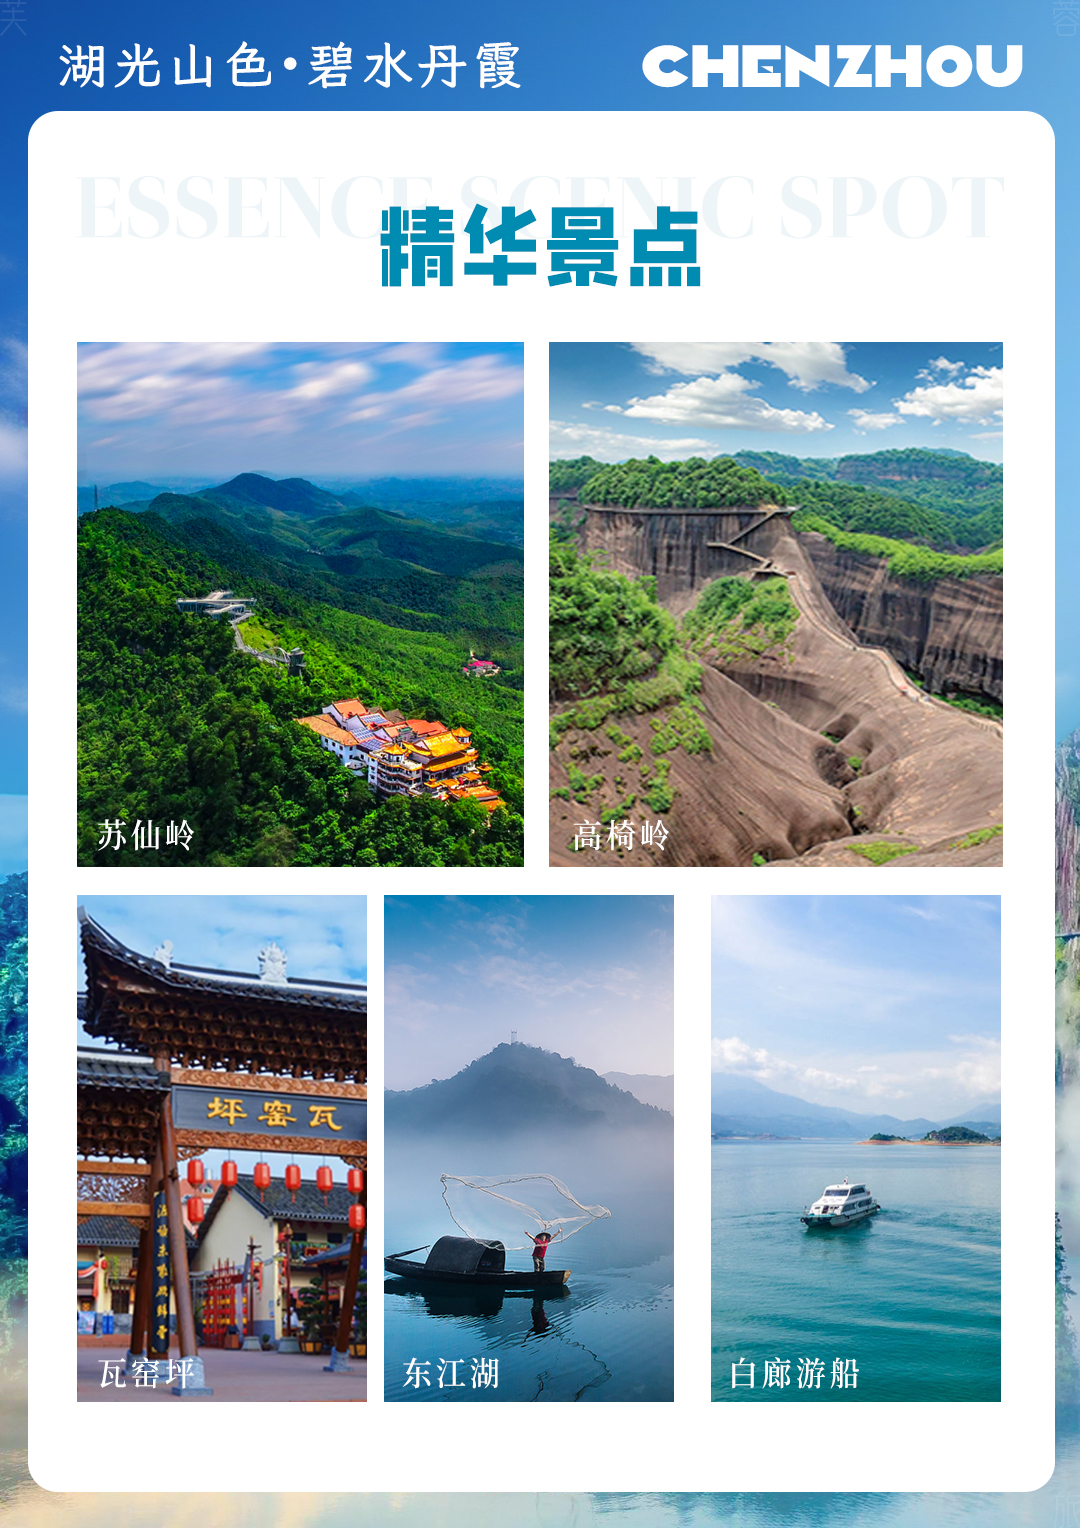 湖光山色•碧水丹霞
CHENZHOU
ESSENCE SCENIC SPOT
精华景点
苏仙岭
高椅岭
坪窑瓦
瓦窑坪
东江湖
白廊游船